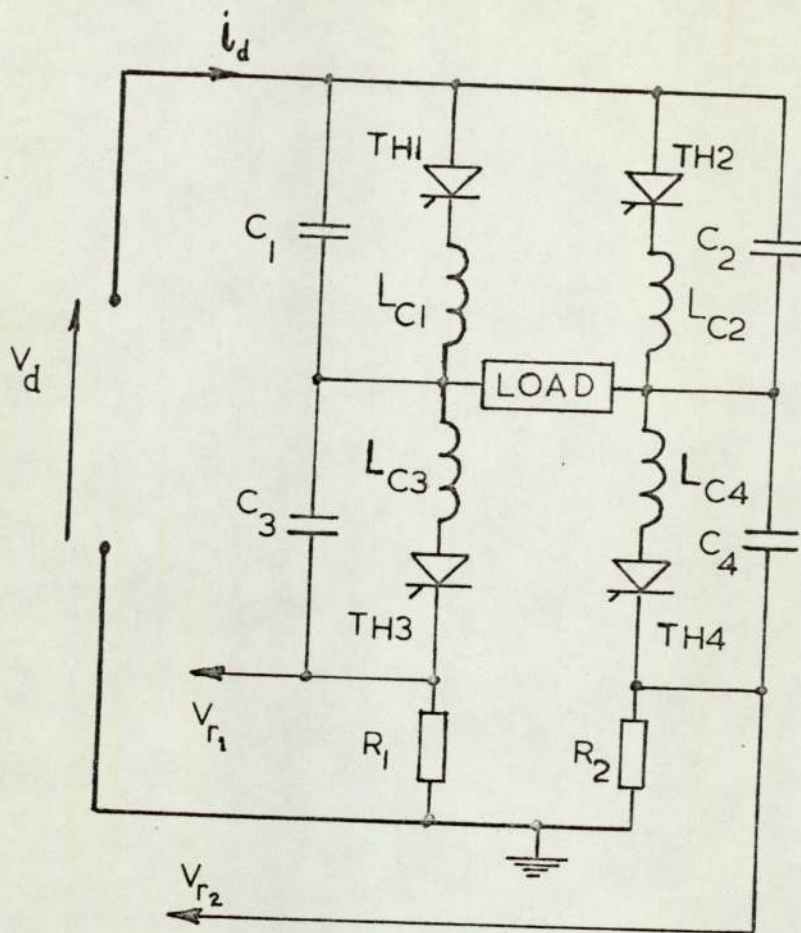 i_d
TH1
TH2
C_1
C_2
L_C1
L_C2
V_d
LOAD
L_C3
L_C4
C_3
C_4
TH3
TH4
V_r1
R_1
R_2
V_r2